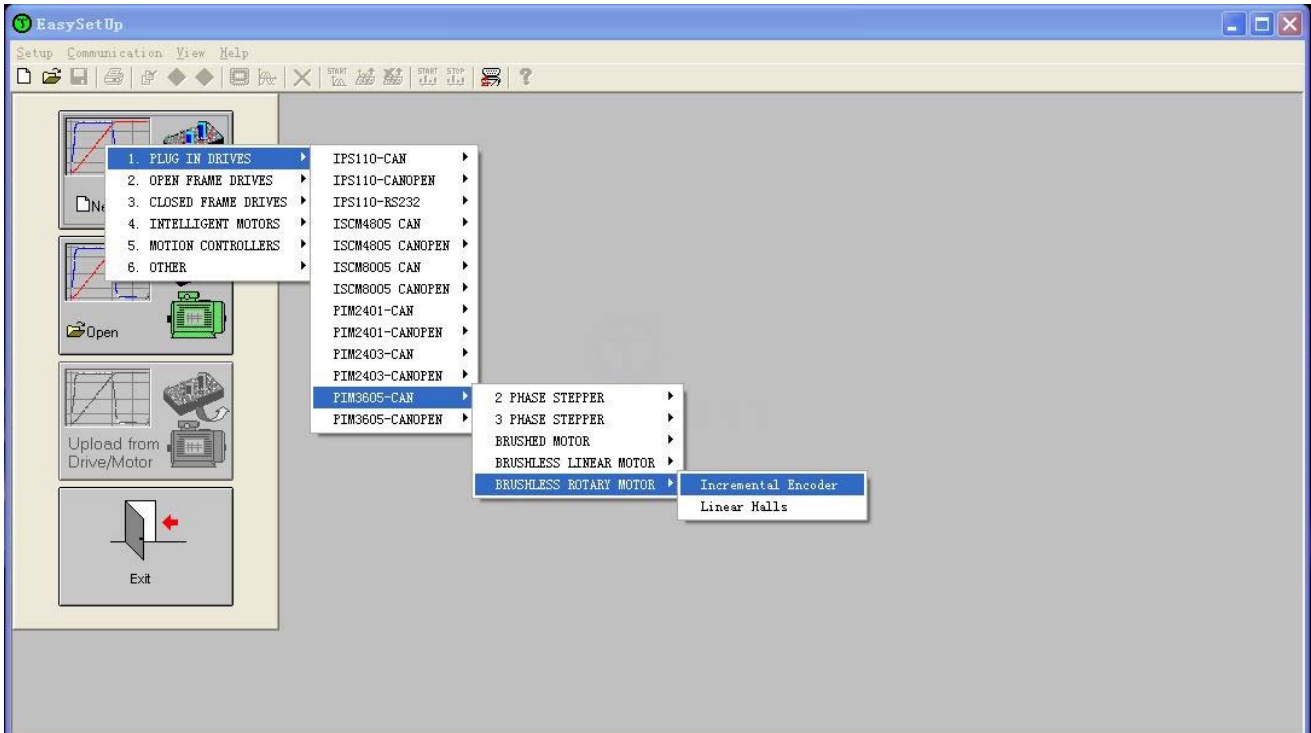 EasySetUp
Setup Communication View Help
START START STOP
1. PLUG IN DRIVES
2. OPEN FRAME DRIVES
3. CLOSED FRAME DRIVES
4. INTELLIGENT MOTORS
5. MOTION CONTROLLERS
6. OTHER
IPS110-CAN
IPS110-CANOPEN
IPS110-RS232
ISCM4805 CAN
ISCM4805 CANOPEN
ISCM8005 CAN
ISCM8005 CANOPEN
PIM2401-CAN
PIM2401-CANOPEN
PIM2403-CAN
PIM2403-CANOPEN
PIM3605-CAN
PIM3605-CANOPEN
2 PHASE STEPPER
3 PHASE STEPPER
BRUSHED MOTOR
BRUSHLESS LINEAR MOTOR
BRUSHLESS ROTARY MOTOR
Incremental Encoder
Linear Halls
Open
Upload from
Drive/Motor
Exit